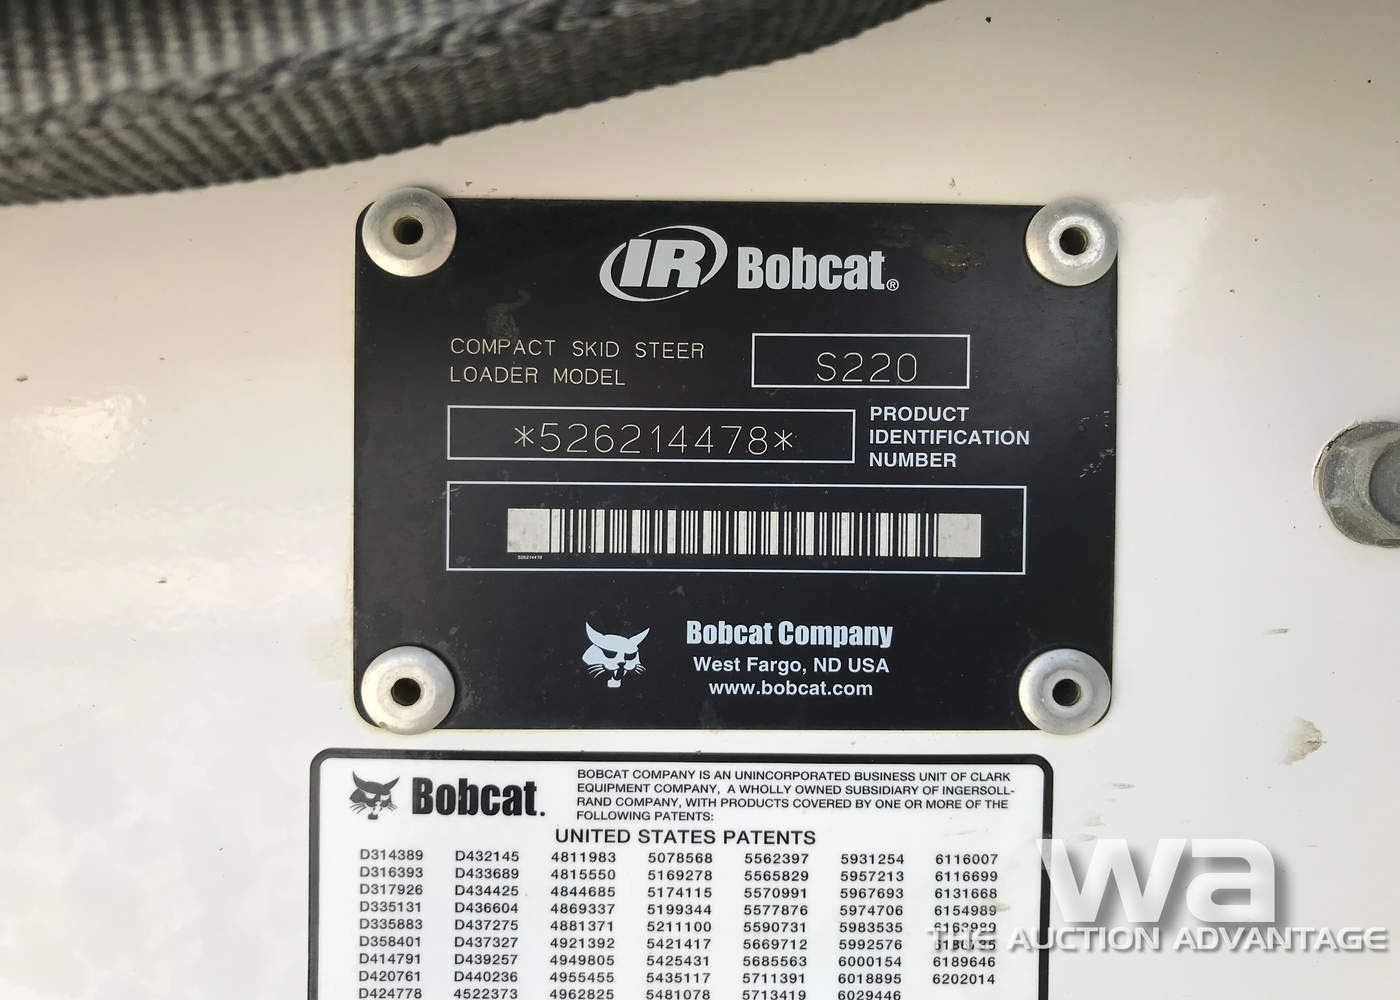 IR Bobcat®
COMPACT SKID STEER
LOADER MODEL
S220
*526214478*
PRODUCT
IDENTIFICATION
NUMBER
526214478
Bobcat Company
West Fargo, ND USA
www.bobcat.com
Bobcat.
BOBCAT COMPANY IS AN UNINCORPORATED BUSINESS UNIT OF CLARK
EQUIPMENT COMPANY, A WHOLLY OWNED SUBSIDIARY OF INGERSOLL-
RAND COMPANY, WITH PRODUCTS COVERED BY ONE OR MORE OF THE
FOLLOWING PATENTS:
UNITED STATES PATENTS
D314389 D432145 4811983 5078568 5562397 5931254 6116007
D316393 D433689 4815550 5169278 5565829 5957213 6116699
D317926 D434425 4844685 5174115 5570991 5967693 6131668
D335131 D436604 4869337 5199344 5577876 5974706 6154989
D335883 D437275 4881371 5211100 5590731 5983535
D358401 D437327 4921392 5421417 5669712 5992576
D414791 D439257 4949805 5425431 5685563 6000154 6189646
D420761 D440236 4955455 5435117 5711391 6018895 6202014
D424778 4522373 4962825 5481078 5713419 6029446
wa
THE AUCTION ADVANTAGE